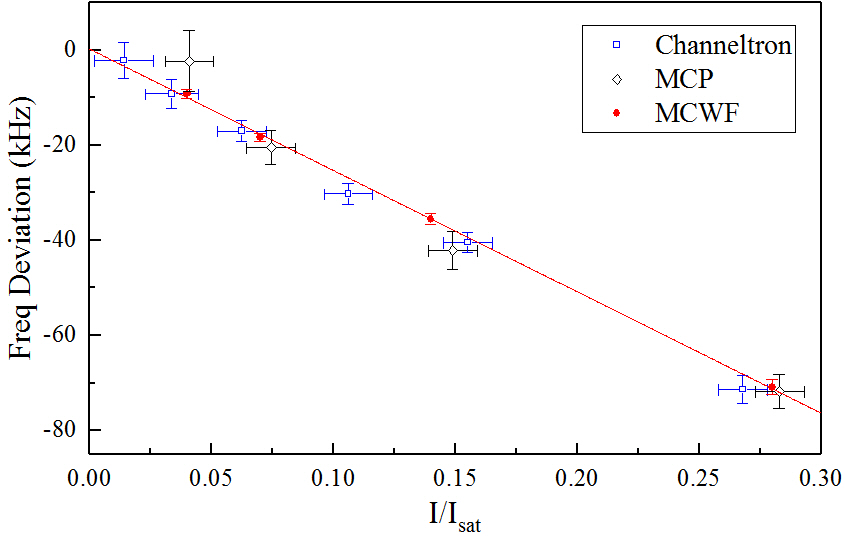 Channeltron
MCP
MCWF
Freq Deviation (kHz)
0
-20
-40
-60
-80
0.00 0.05 0.10 0.15 0.20 0.25 0.30
I/Isat